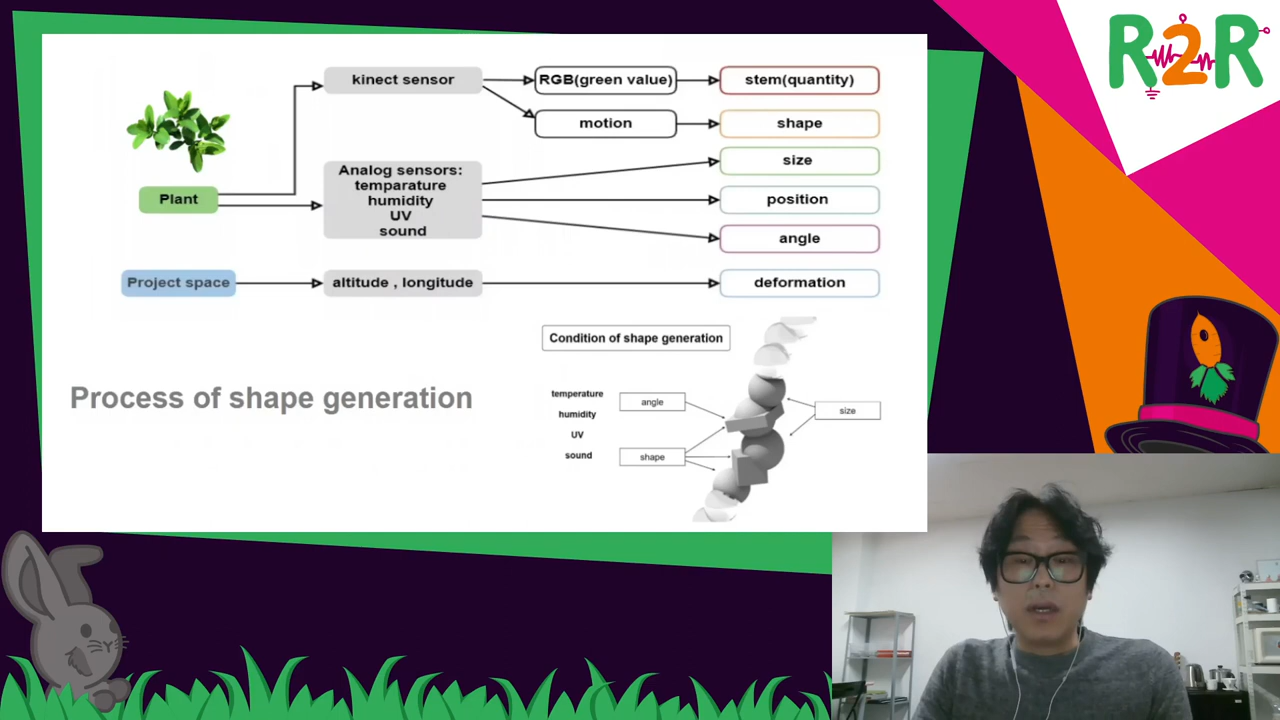 R2R
kinect sensor
RGB(green value)
stem(quantity)
motion
shape
Plant
Analog sensors:
temparature
humidity
UV
sound
size
position
angle
Project space
altitude , longitude
deformation
Process of shape generation
Condition of shape generation
temperature
humidity
UV
sound
angle
shape
size